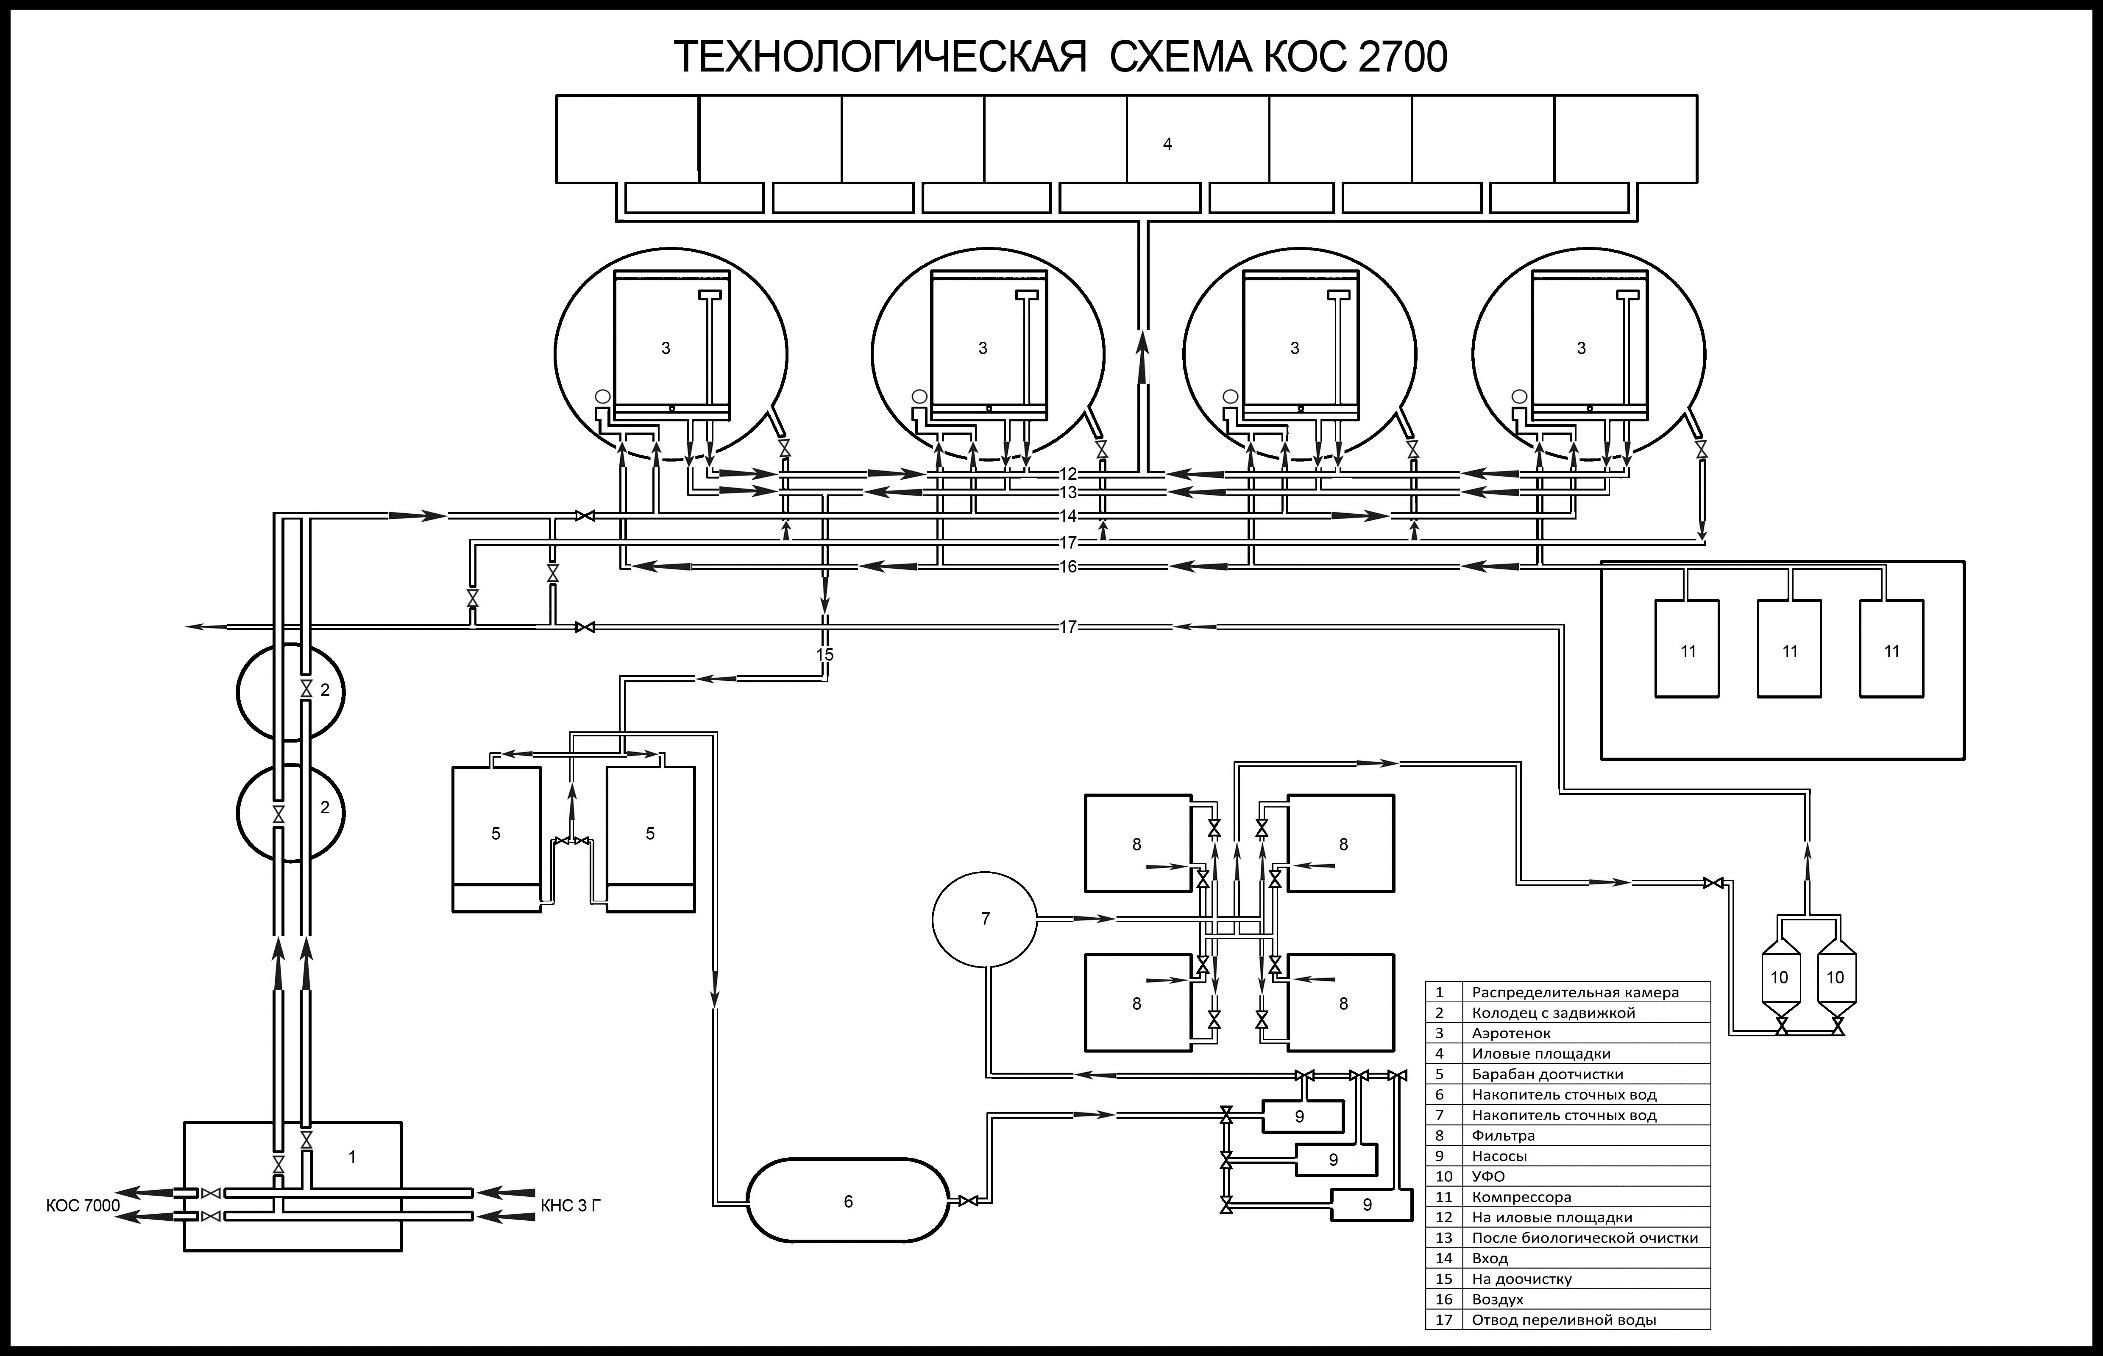 ТЕХНОЛОГИЧЕСКАЯ СХЕМА КОС 2700
4
3 3 3 3
12
13
14
17
16
17
15
11 11 11
2
2
5 5
8 8
7
8 8
10 10
9
9
9
6
1
КОС 7000
КНС 3 Г
1 Распределительная камера
2 Колодец с задвижкой
3 Аэротенок
4 Иловые площадки
5 Барабан доотчистки
6 Накопитель сточных вод
7 Накопитель сточных вод
8 Фильтра
9 Насосы
10 УФО
11 Компрессора
12 На иловые площадки
13 После биологической очистки
14 Вход
15 На доочистку
16 Воздух
17 Отвод переливной воды